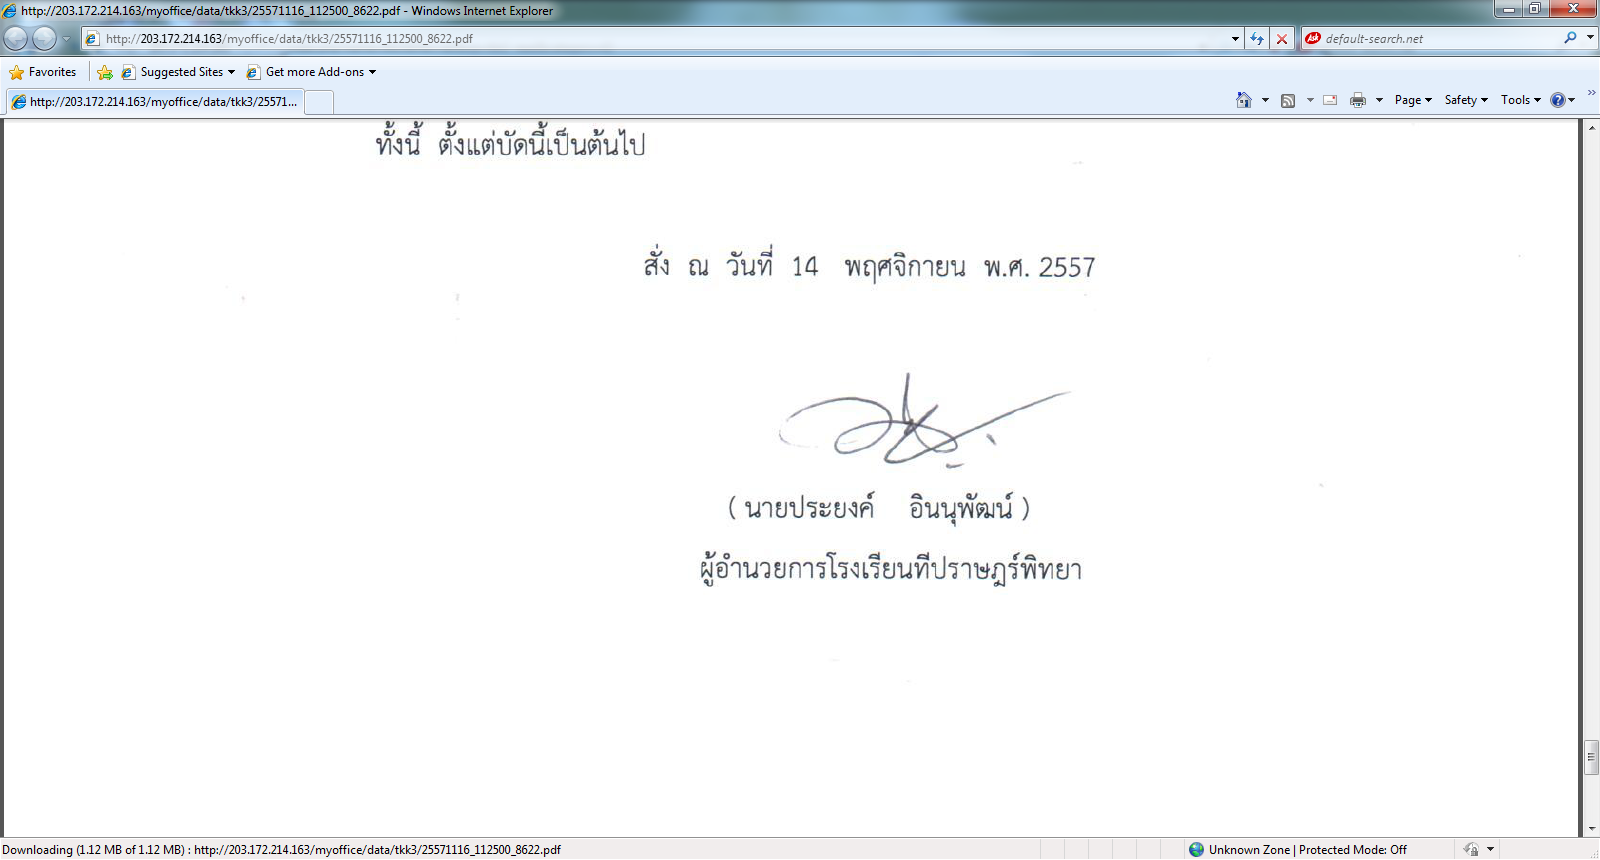 http://203.172.214.163/myoffice/data/tkk3/25571116_112500_8622.pdf - Windows Internet Explorer
http://203.172.214.163/myoffice/data/tkk3/25571116_112500_8622.pdf
default-search.net
Favorites Suggested Sites Get more Add-ons
http://203.172.214.163/myoffice/data/tkk3/25571...
Page Safety Tools
ทั้งนี้ ตั้งแต่บัดนี้เป็นต้นไป
สั่ง ณ วันที่ 14 พฤศจิกายน พ.ศ. 2557
( นายประยงค์ อินนุพัฒน์ )
ผู้อำนวยการโรงเรียนทีปราษฎร์พิทยา
Downloading (1.12 MB of 1.12 MB) : http://203.172.214.163/myoffice/data/tkk3/25571116_112500_8622.pdf
Unknown Zone | Protected Mode: Off